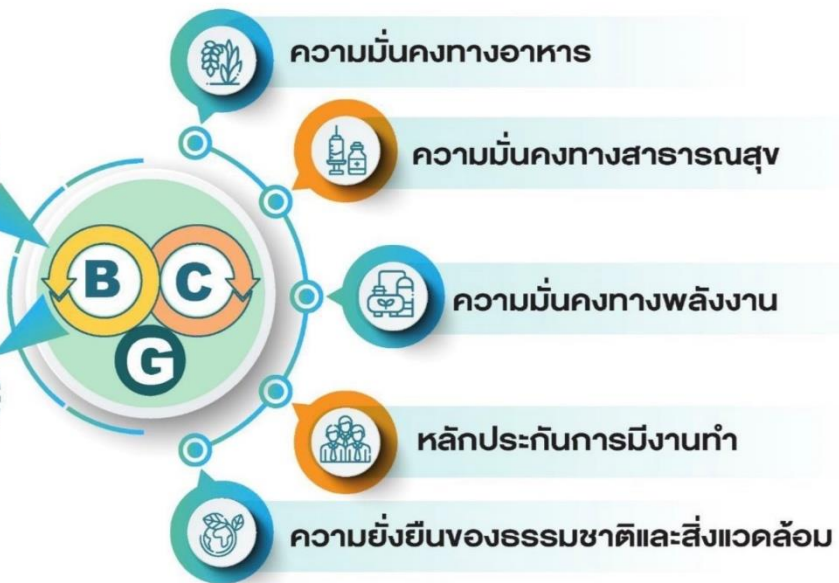 ความมั่นคงทางอาหาร
ความมั่นคงทางสาธารณสุข
B C
G
ความมั่นคงทางพลังงาน
หลักประกันการมีงานทำ
ความยั่งยืนของธรรมชาติและสิ่งแวดล้อม